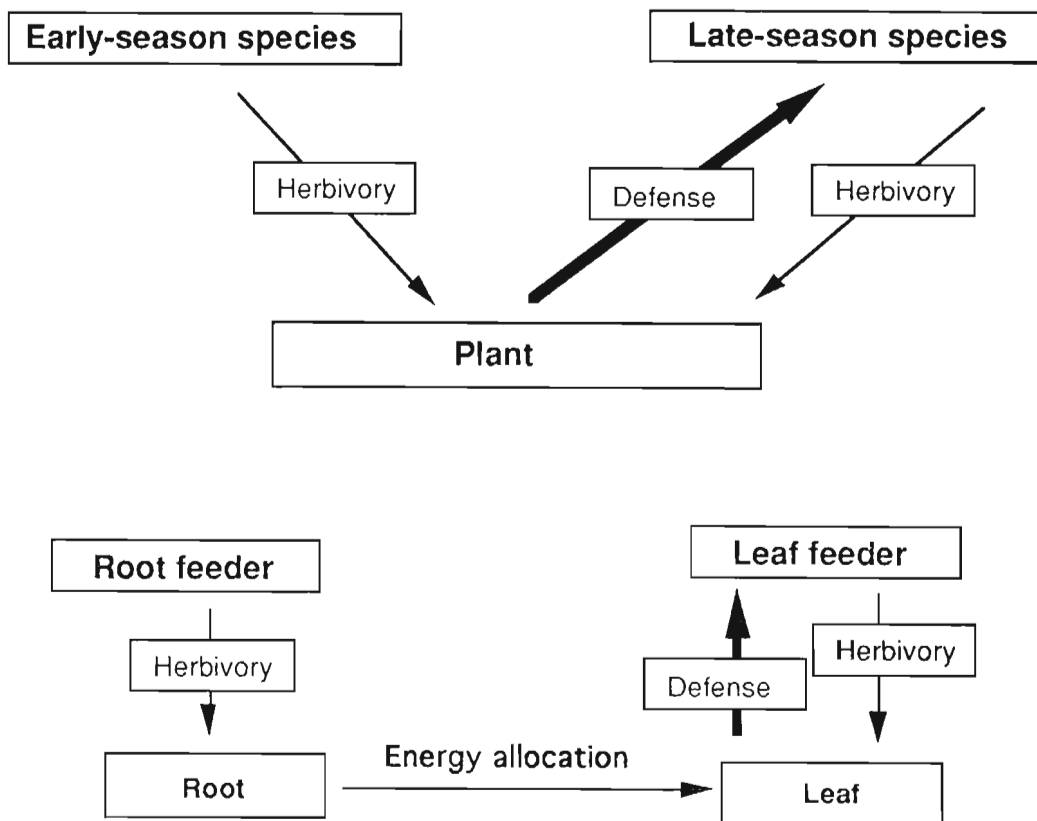 Early-season species
Late-season species
Herbivory
Defense
Herbivory
Plant
Root feeder
Leaf feeder
Herbivory
Herbivory
Defense
Energy allocation
Root
Leaf